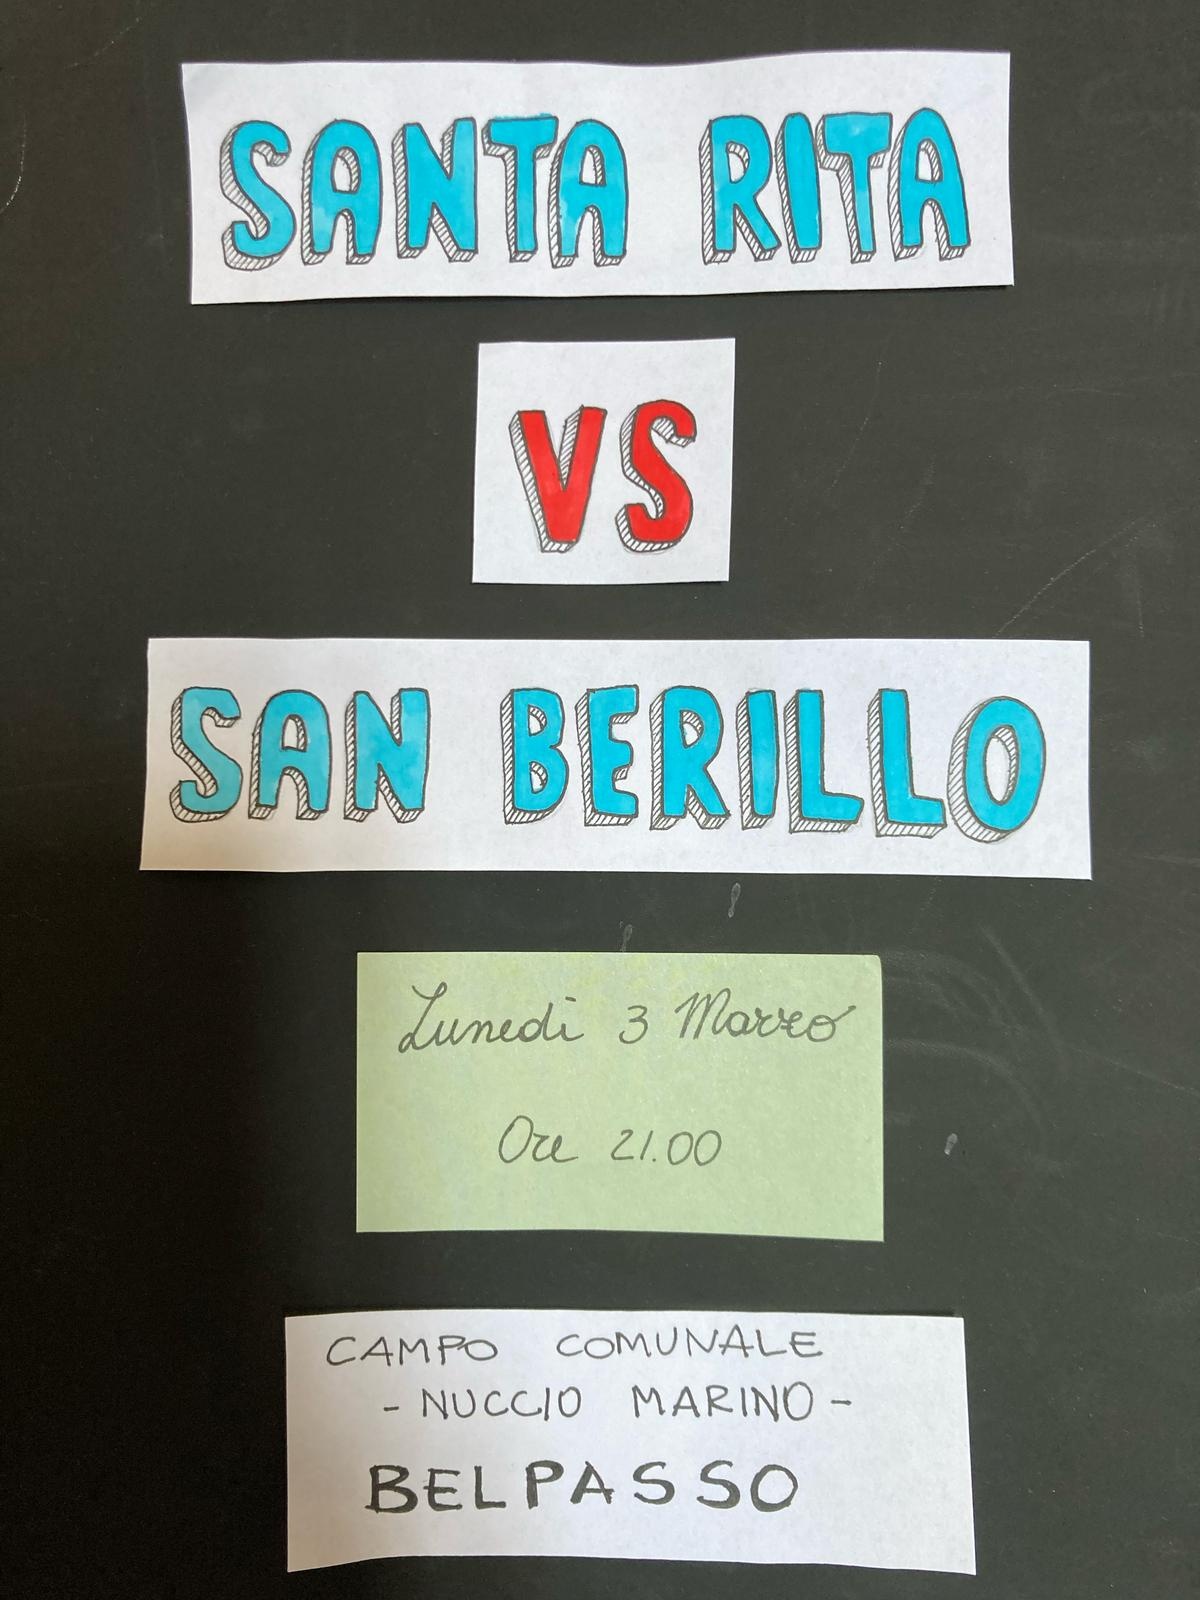 SANTA RITA
VS
SAN BERILLO
Lunedì 3 Marzo
Ore 21.00
CAMPO COMUNALE
- NUCCIO MARINO -
BELPASSO